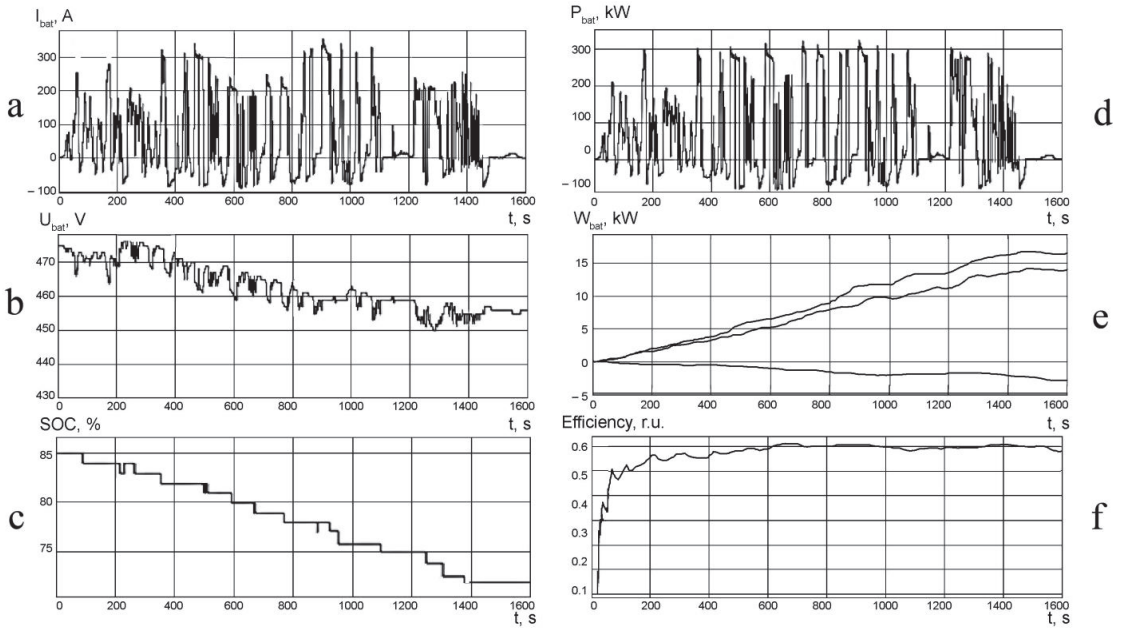 I_bat, A
300
200
100
0
– 100
0 200 400 600 800 1000 1200 1400 1600
t, s
a
P_bat, kW
300
200
100
0
– 100
0 200 400 600 800 1000 1200 1400 1600
t, s
d
U_bat, V
470
460
450
440
430
0 200 400 600 800 1000 1200 1400 1600
t, s
b
W_bat, kW
15
10
5
0
– 5
0 200 400 600 800 1000 1200 1400 1600
t, s
e
SOC, %
85
80
75
0 200 400 600 800 1000 1200 1400 1600
t, s
c
Efficiency, r.u.
0.6
0.5
0.4
0.3
0.2
0.1
0 200 400 600 800 1000 1200 1400 1600
t, s
f